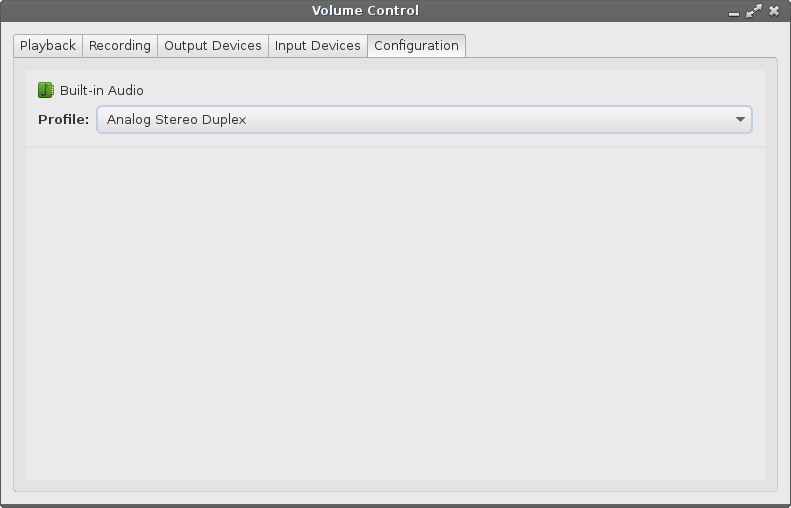 Volume Control
Playback Recording Output Devices Input Devices Configuration
Built-in Audio
Profile: Analog Stereo Duplex